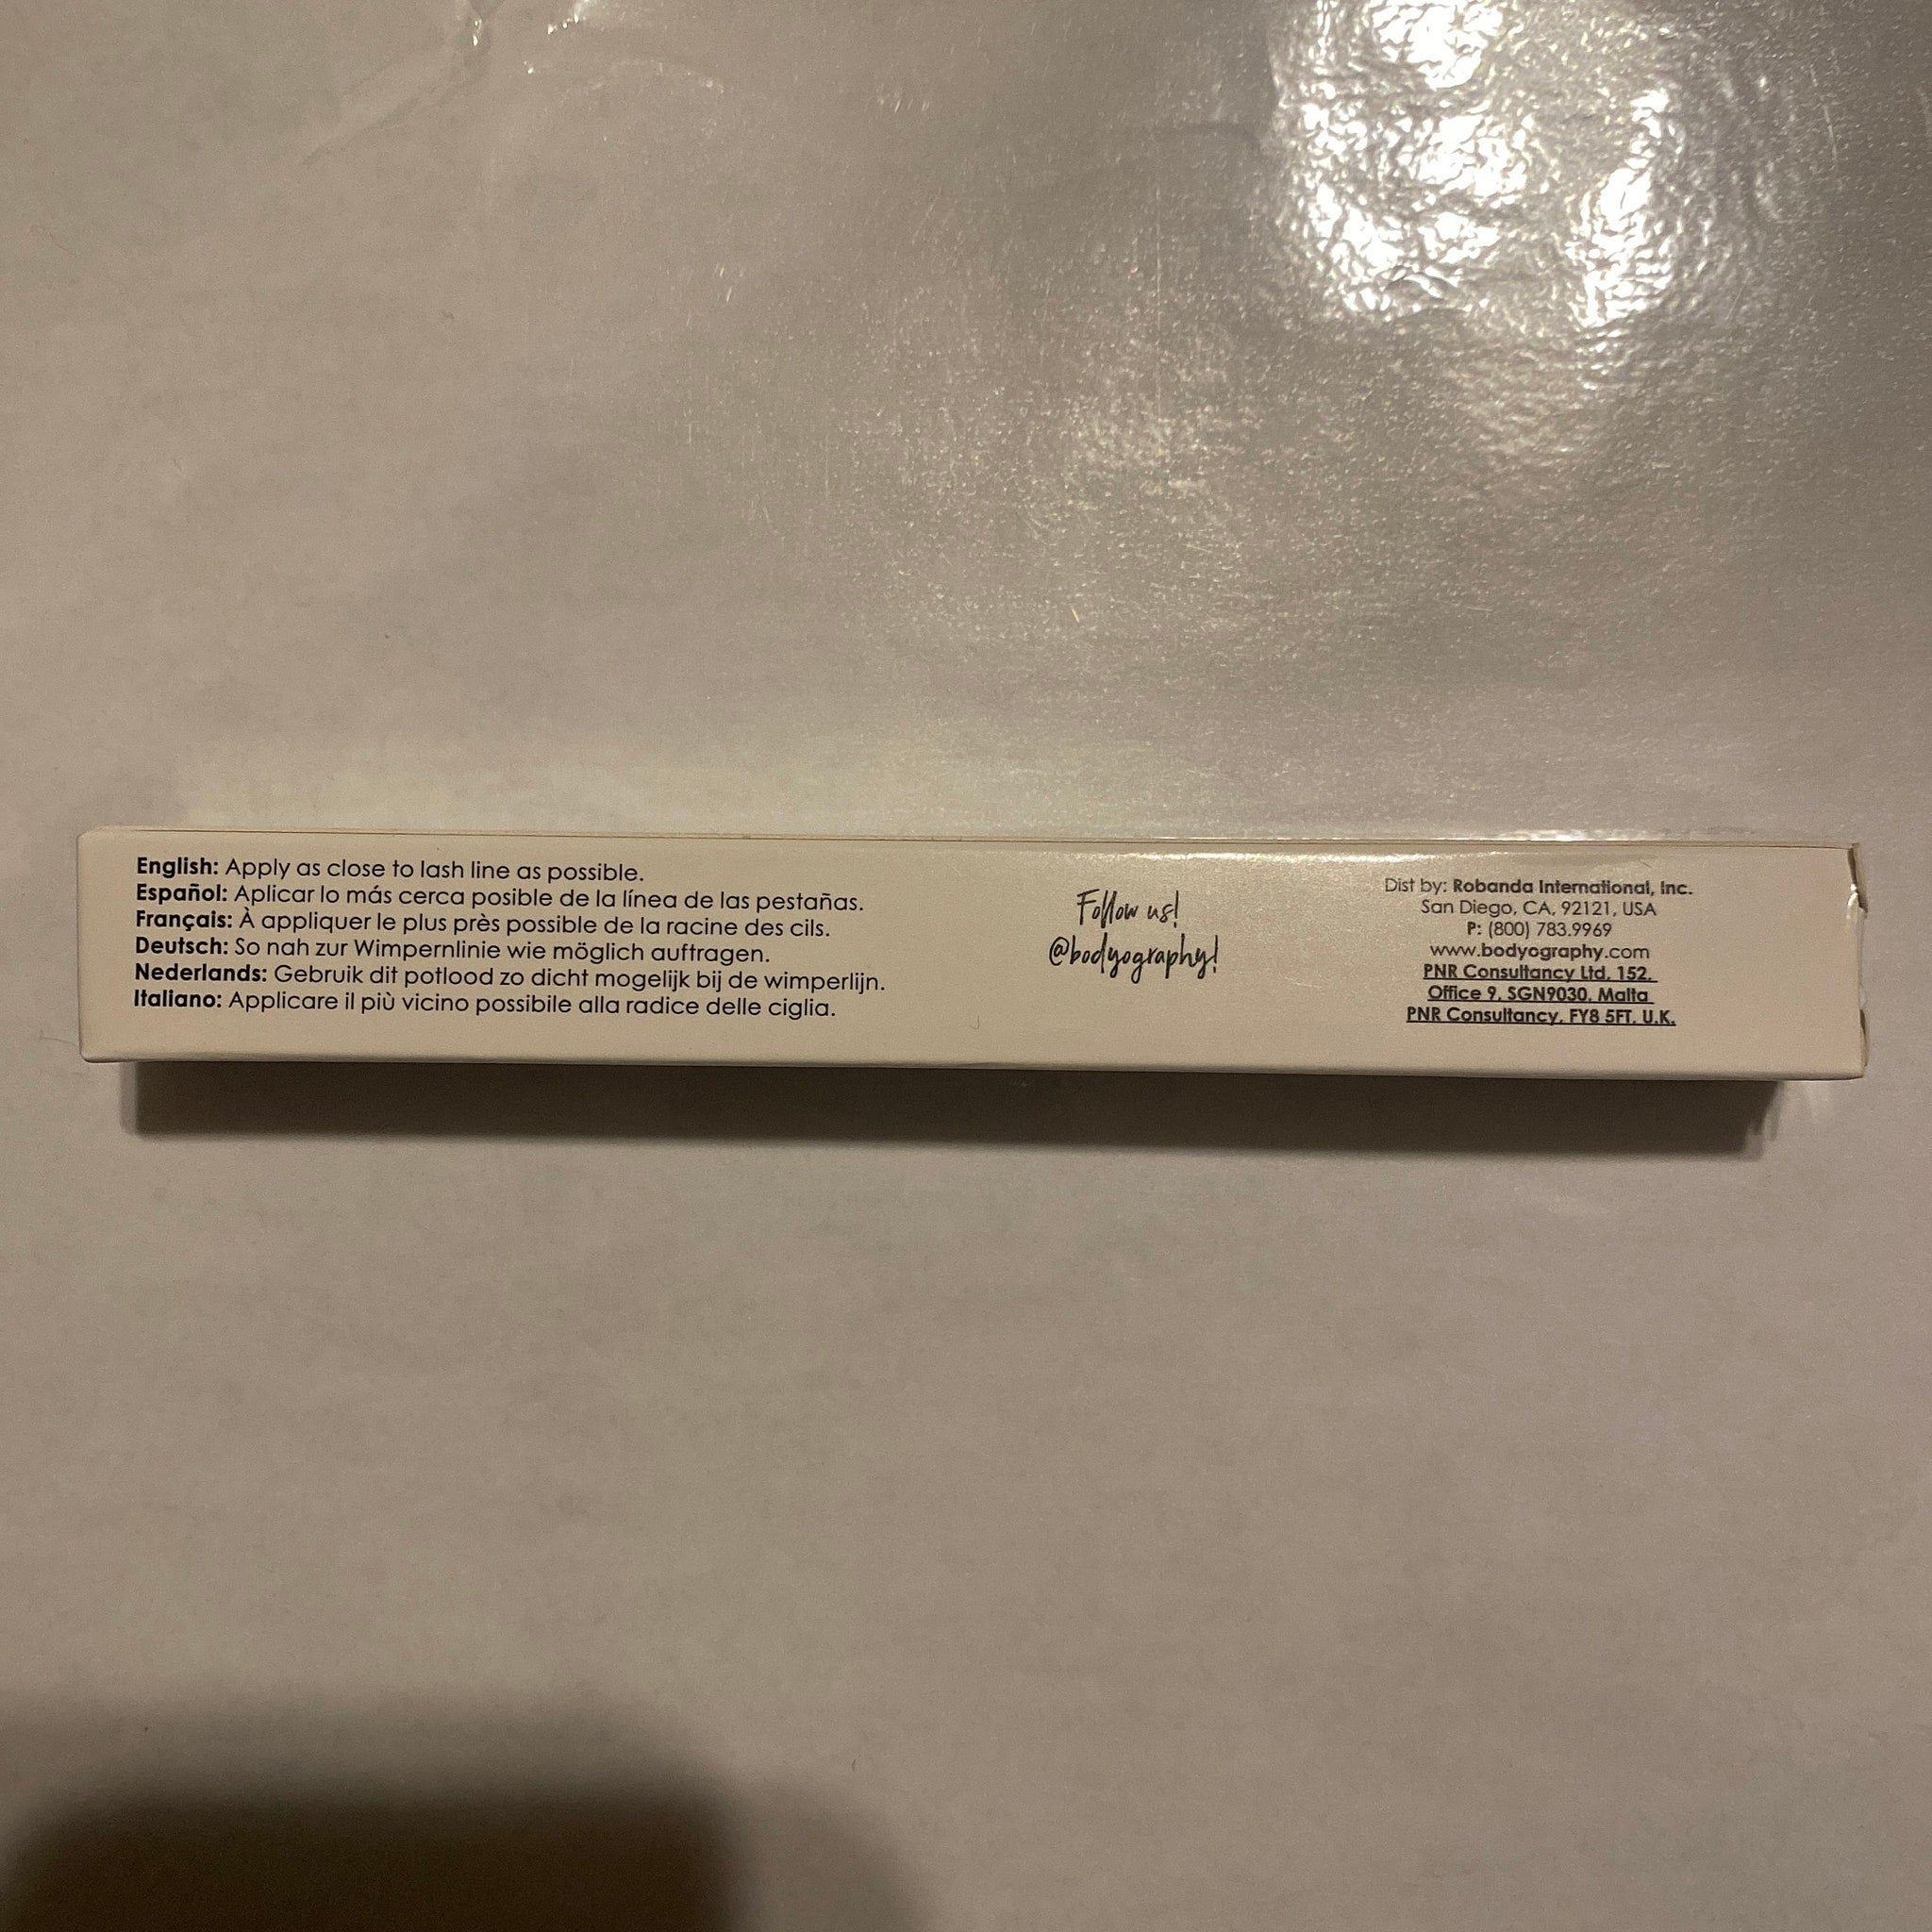 English: Apply as close to lash line as possible.
Español: Aplicar lo más cerca posible de la línea de las pestañas.
Français: À appliquer le plus près possible de la racine des cils.
Deutsch: So nah zur Wimpernlinie wie möglich auftragen.
Nederlands: Gebruik dit potlood zo dicht mogelijk bij de wimperlijn.
Italiano: Applicare il più vicino possibile alla radice delle ciglia.
Follow us!
@bodyography!
Dist by: Robanda International, Inc.
San Diego, CA, 92121, USA
P: (800) 783.9969
www.bodyography.com
PNR Consultancy Ltd, 152,
Office 9, SGN9030, Malta
PNR Consultancy, FY8 5FT, U.K.